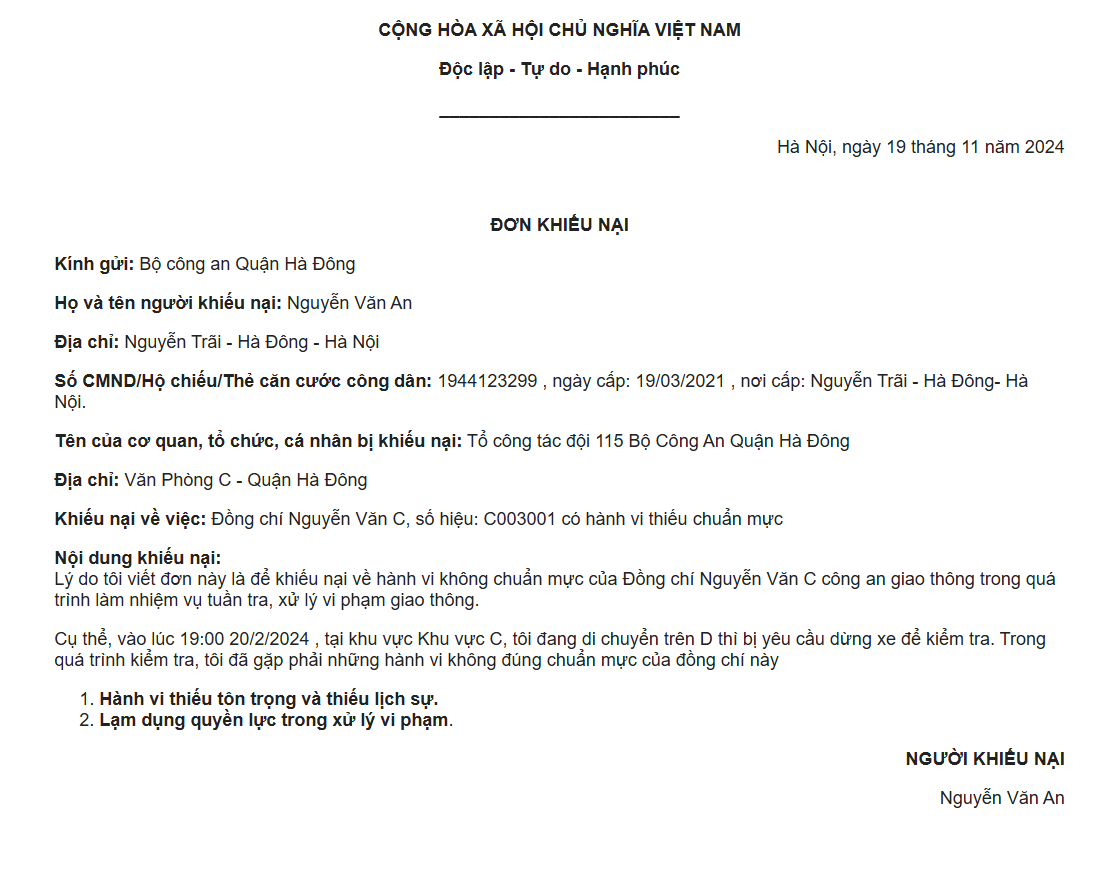 CỘNG HÒA XÃ HỘI CHỦ NGHĨA VIỆT NAM
Độc lập - Tự do - Hạnh phúc
Hà Nội, ngày 19 tháng 11 năm 2024
ĐƠN KHIẾU NẠI
Kính gửi: Bộ công an Quận Hà Đông
Họ và tên người khiếu nại: Nguyễn Văn An
Địa chỉ: Nguyễn Trãi - Hà Đông - Hà Nội
Số CMND/Hộ chiếu/Thẻ căn cước công dân: 1944123299 , ngày cấp: 19/03/2021 , nơi cấp: Nguyễn Trãi - Hà Đông- Hà
Nội.
Tên của cơ quan, tổ chức, cá nhân bị khiếu nại: Tổ công tác đội 115 Bộ Công An Quận Hà Đông
Địa chỉ: Văn Phòng C - Quận Hà Đông
Khiếu nại về việc: Đồng chí Nguyễn Văn C, số hiệu: C003001 có hành vi thiếu chuẩn mực
Nội dung khiếu nại:
Lý do tôi viết đơn này là để khiếu nại về hành vi không chuẩn mực của Đồng chí Nguyễn Văn C công an giao thông trong quá
trình làm nhiệm vụ tuần tra, xử lý vi phạm giao thông.
Cụ thể, vào lúc 19:00 20/2/2024 , tại khu vực Khu vực C, tôi đang di chuyển trên D thì bị yêu cầu dừng xe để kiểm tra. Trong
quá trình kiểm tra, tôi đã gặp phải những hành vi không đúng chuẩn mực của đồng chí này
1. Hành vi thiếu tôn trọng và thiếu lịch sự.
2. Lạm dụng quyền lực trong xử lý vi phạm.
NGƯỜI KHIẾU NẠI
Nguyễn Văn An